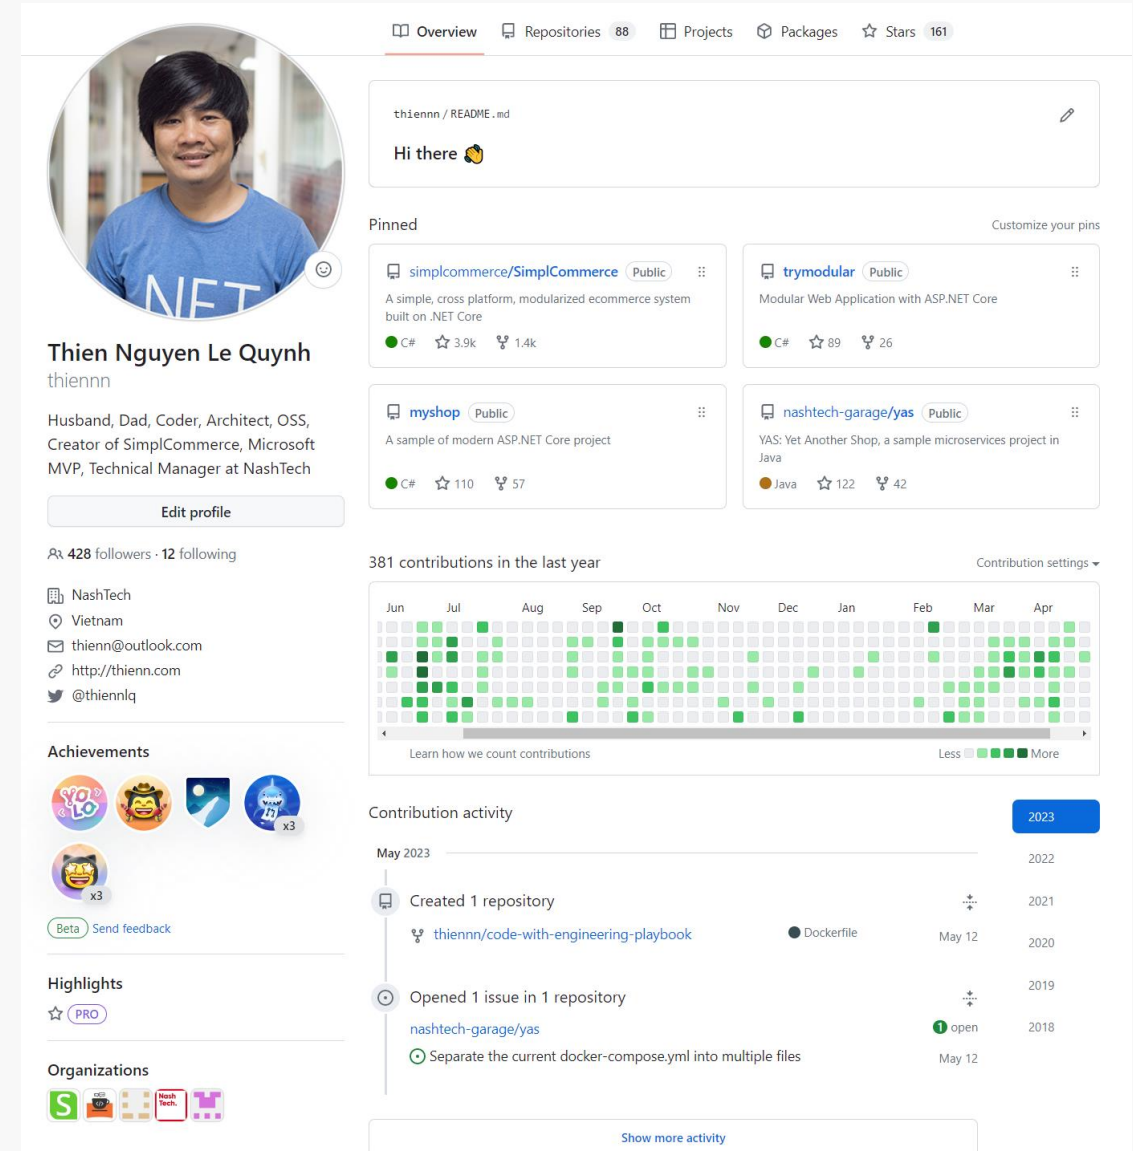 Overview
Repositories 88
Projects
Packages
Stars 161
NET
Thien Nguyen Le Quynh
thiennn
Husband, Dad, Coder, Architect, OSS,
Creator of SimplCommerce, Microsoft
MVP, Technical Manager at NashTech
Edit profile
428 followers · 12 following
NashTech
Vietnam
thienn@outlook.com
http://thienn.com
@thiennlq
Achievements
YOLO
x3
x3
Beta Send feedback
Highlights
PRO
Organizations
S
Nash
Tech.
thiennn/README.md
Hi there 👋
Pinned
Customize your pins
simplcommerce/SimplCommerce Public
A simple, cross platform, modularized ecommerce system
built on .NET Core
C# 3.9k 1.4k
trymodular Public
Modular Web Application with ASP.NET Core
C# 89 26
myshop Public
A sample of modern ASP.NET Core project
C# 110 57
nashtech-garage/yas Public
YAS: Yet Another Shop, a sample microservices project in
Java
Java 122 42
381 contributions in the last year
Contribution settings
Jun Jul Aug Sep Oct Nov Dec Jan Feb Mar Apr
Learn how we count contributions
Less More
Contribution activity
2023
2022
2021
2020
2019
2018
May 2023
Created 1 repository
thiennn/code-with-engineering-playbook Dockerfile May 12
Opened 1 issue in 1 repository
nashtech-garage/yas 1 open
Separate the current docker-compose.yml into multiple files May 12
Show more activity